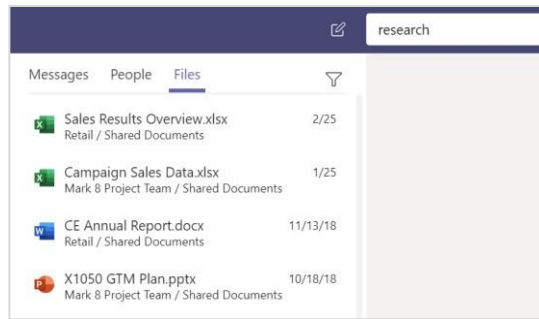 research
Messages People Files
Sales Results Overview.xlsx 2/25
Retail / Shared Documents
Campaign Sales Data.xlsx 1/25
Mark 8 Project Team / Shared Documents
CE Annual Report.docx 11/13/18
Retail / Shared Documents
X1050 GTM Plan.pptx 10/18/18
Mark 8 Project Team / Shared Documents